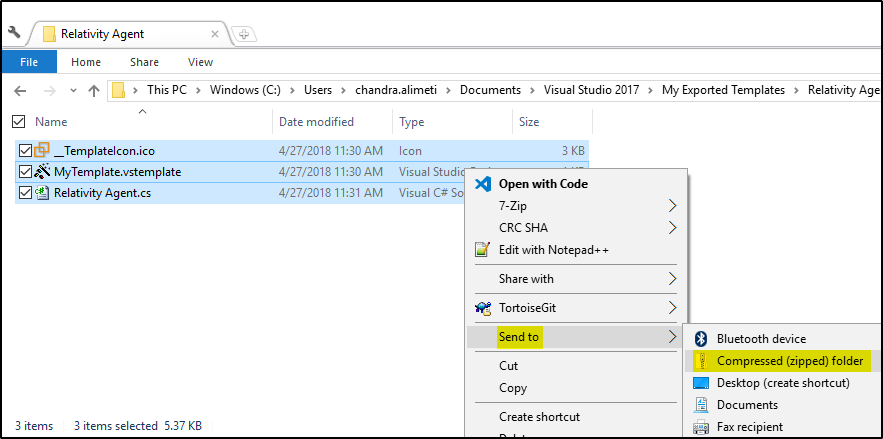 Relativity Agent
File Home Share View
This PC Windows (C:) Users chandra.alimeti Documents Visual Studio 2017 My Exported Templates Relativity Age
Name Date modified Type Size
__TemplateIcon.ico 4/27/2018 11:30 AM Icon 3 KB
MyTemplate.vstemplate 4/27/2018 11:30 AM Visual Studio
Relativity Agent.cs 4/27/2018 11:31 AM Visual C# So
Open with Code
7-Zip
CRC SHA
Edit with Notepad++
Share with
TortoiseGit
Send to
Cut
Copy
Create shortcut
Bluetooth device
Compressed (zipped) folder
Desktop (create shortcut)
Documents
Fax recipient
3 items 3 items selected 5.37 KB